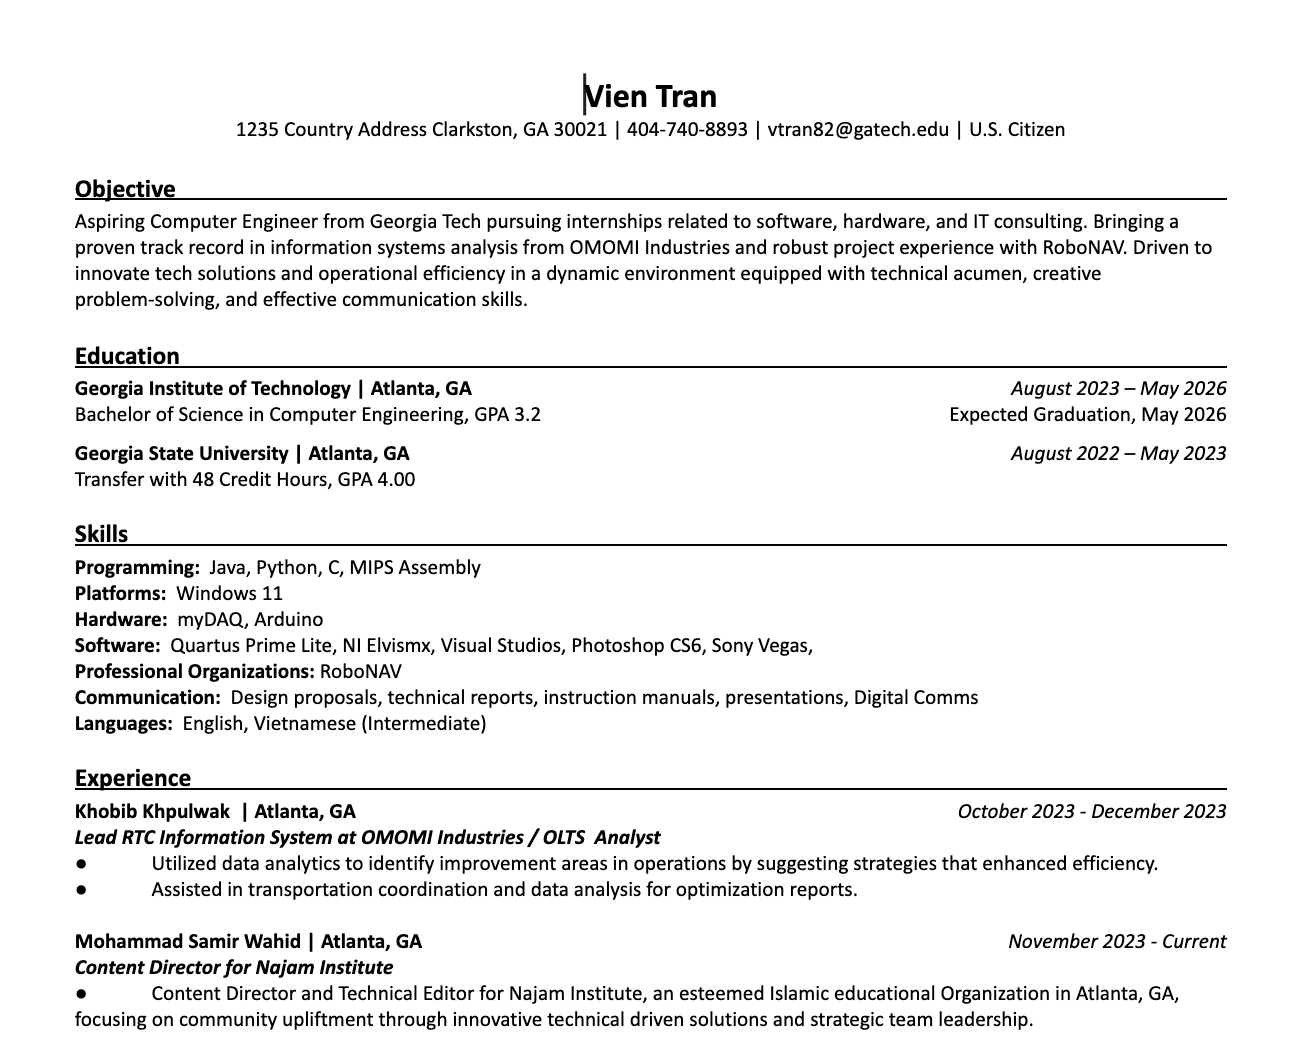 Vien Tran
1235 Country Address Clarkston, GA 30021 | 404-740-8893 | vtran82@gatech.edu | U.S. Citizen
Objective
Aspiring Computer Engineer from Georgia Tech pursuing internships related to software, hardware, and IT consulting. Bringing a
proven track record in information systems analysis from OMOMI Industries and robust project experience with RoboNAV. Driven to
innovate tech solutions and operational efficiency in a dynamic environment equipped with technical acumen, creative
problem-solving, and effective communication skills.
Education
Georgia Institute of Technology | Atlanta, GA August 2023 – May 2026
Bachelor of Science in Computer Engineering, GPA 3.2 Expected Graduation, May 2026
Georgia State University | Atlanta, GA August 2022 – May 2023
Transfer with 48 Credit Hours, GPA 4.00
Skills
Programming: Java, Python, C, MIPS Assembly
Platforms: Windows 11
Hardware: myDAQ, Arduino
Software: Quartus Prime Lite, NI Elvismx, Visual Studios, Photoshop CS6, Sony Vegas,
Professional Organizations: RoboNAV
Communication: Design proposals, technical reports, instruction manuals, presentations, Digital Comms
Languages: English, Vietnamese (Intermediate)
Experience
Khobib Khpulwak | Atlanta, GA October 2023 - December 2023
Lead RTC Information System at OMOMI Industries / OLTS Analyst
● Utilized data analytics to identify improvement areas in operations by suggesting strategies that enhanced efficiency.
● Assisted in transportation coordination and data analysis for optimization reports.
Mohammad Samir Wahid | Atlanta, GA November 2023 - Current
Content Director for Najam Institute
● Content Director and Technical Editor for Najam Institute, an esteemed Islamic educational Organization in Atlanta, GA,
focusing on community upliftment through innovative technical driven solutions and strategic team leadership.